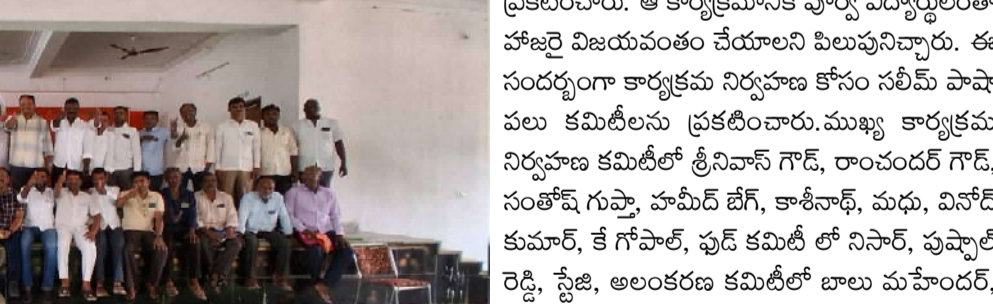 ప్రకటించారు. ఆ కార్యక్రమానికి పూర్వ విద్యార్థులంతా
హాజరై విజయవంతం చేయాలని పిలుపునిచ్చారు. ఈ
సందర్భంగా కార్యక్రమ నిర్వహణ కోసం సలీమ్ పాషా
పలు కమిటీలను ప్రకటించారు.ముఖ్య కార్యక్రమ
నిర్వహణ కమిటీలో శ్రీనివాస్ గౌడ్, రాంచందర్ గౌడ్,
సంతోష్ గుప్తా, హమీద్ బేగ్, కాశీనాథ్, మధు, వినోద్
కుమార్, కే గోపాల్, ఫుడ్ కమిటీ లో నిసార్, పుష్పాల్
రెడ్డి, స్టేజి, అలంకరణ కమిటీలో బాలు మహేందర్,